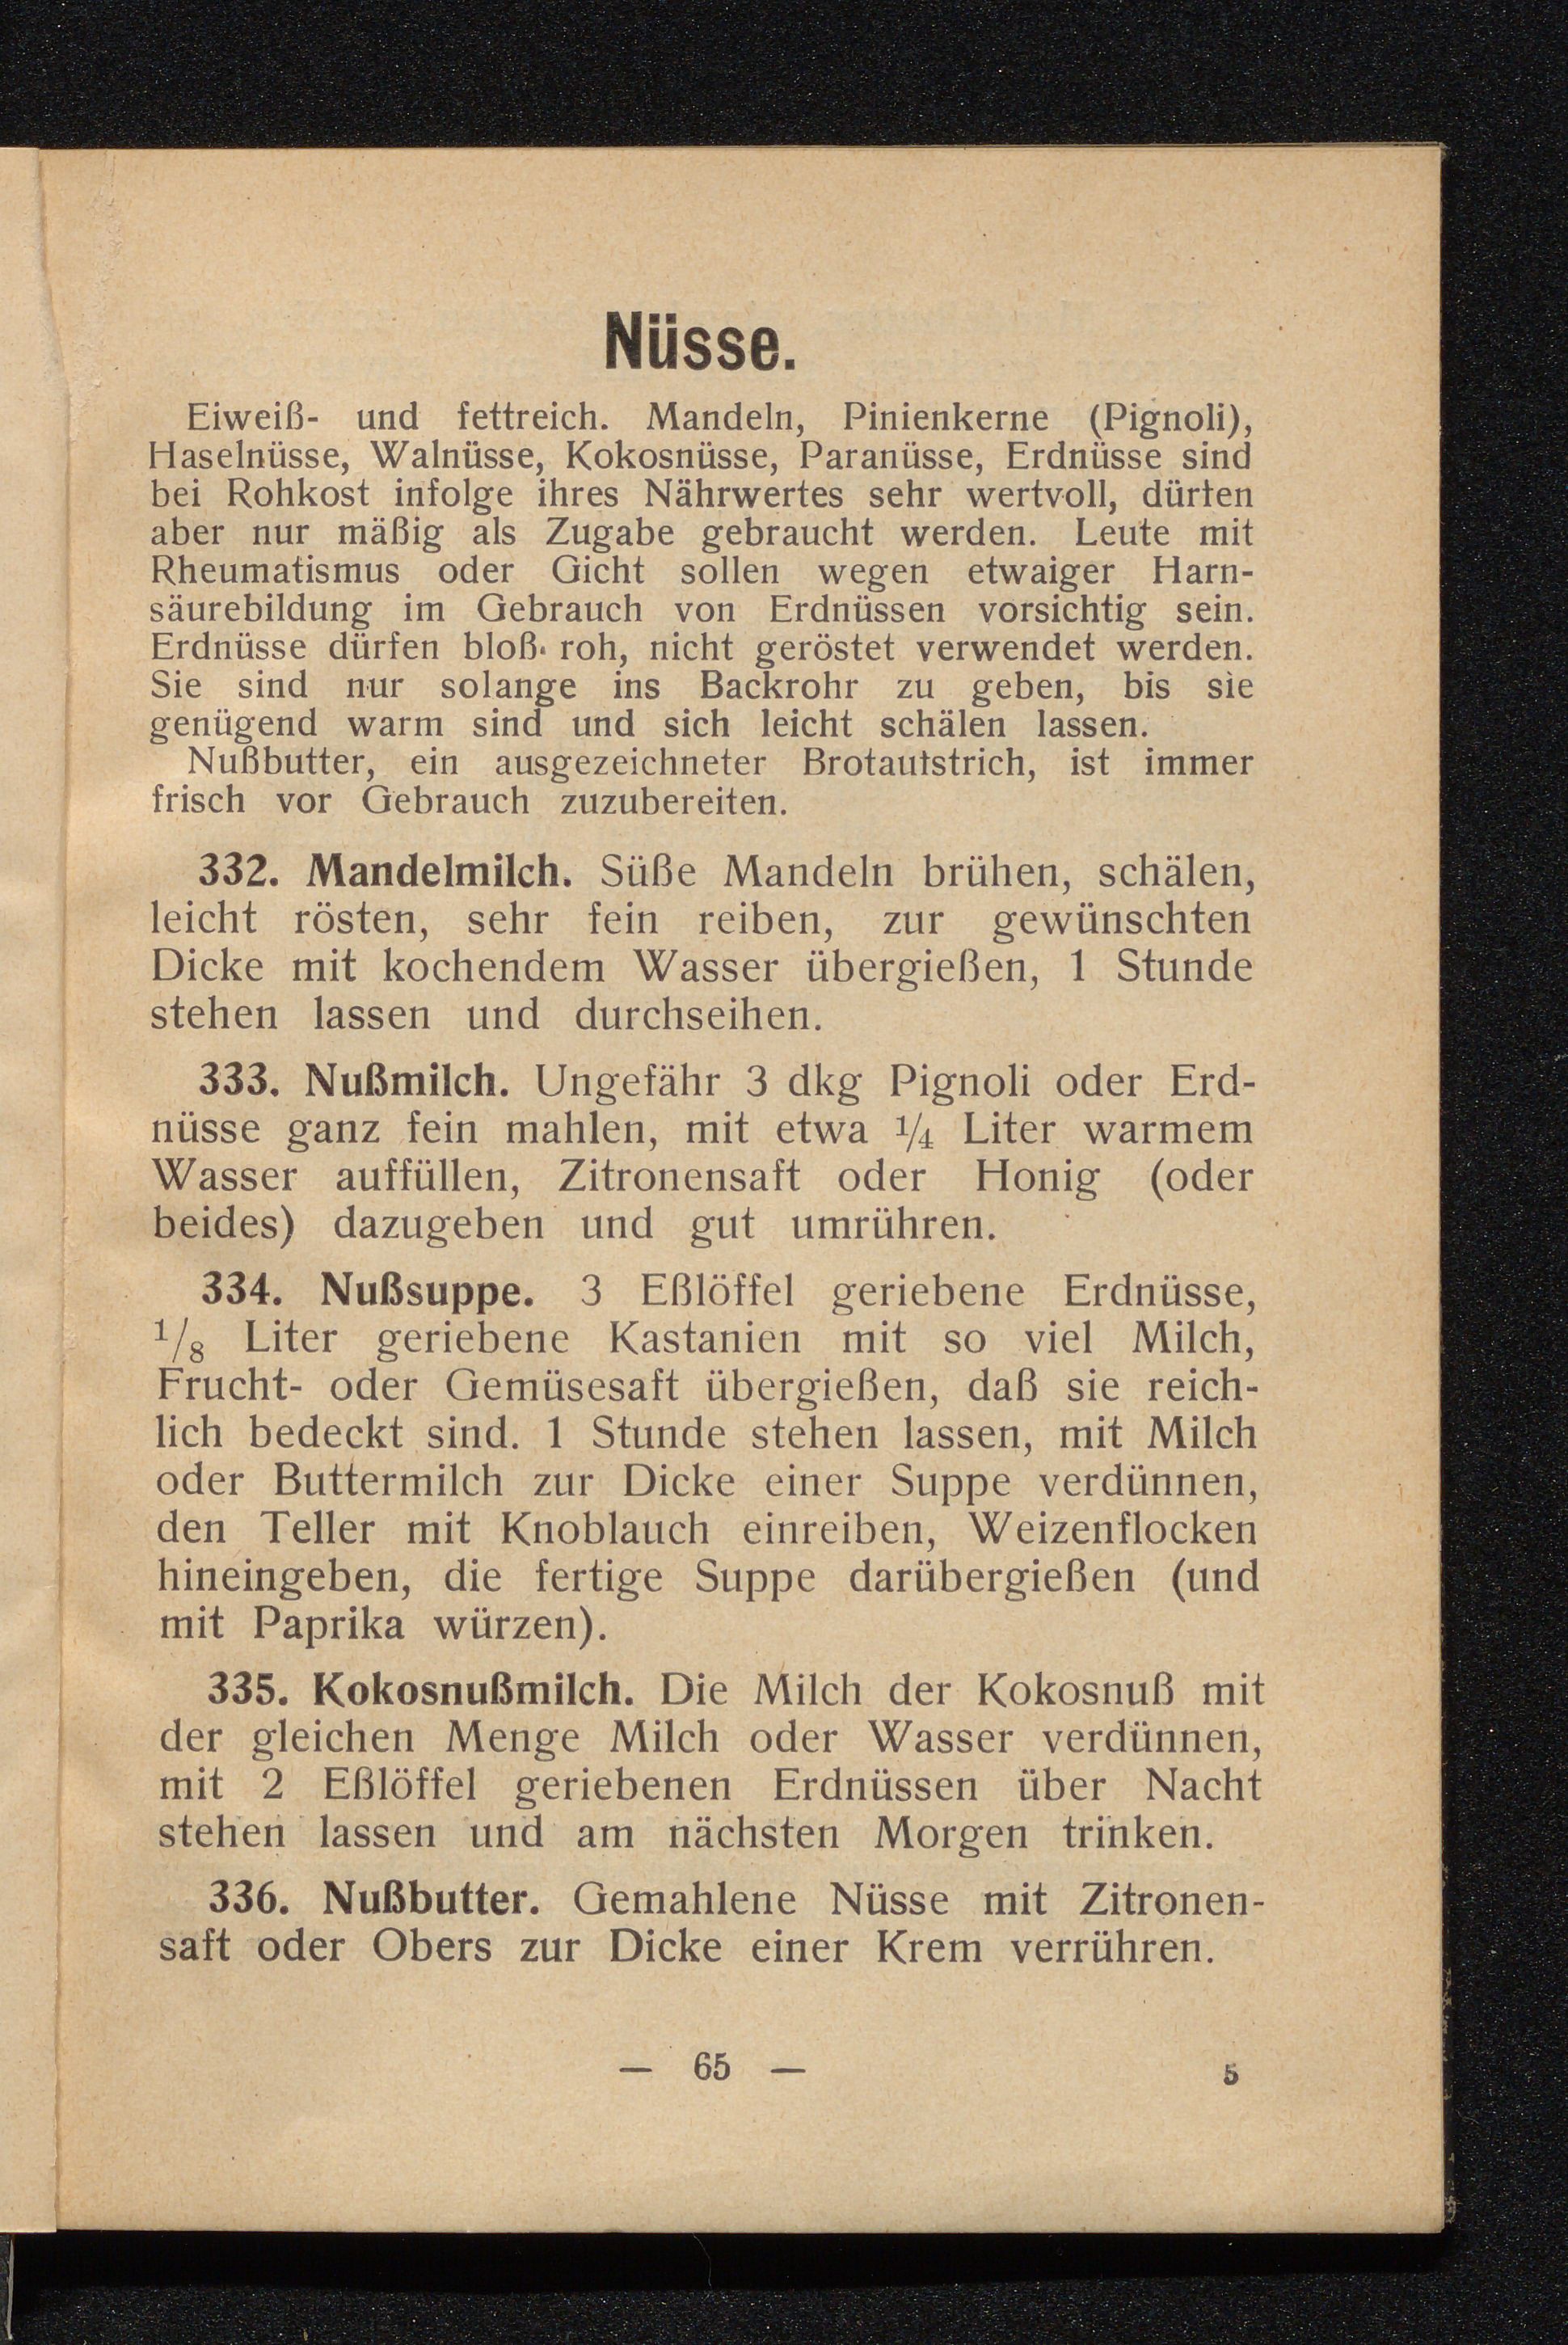 Nüsse.
Eiweiß- und fettreich. Mandeln, Pinienkerne (Pignoli),
Haselnüsse, Walnüsse, Kokosnüsse, Paranüsse, Erdnüsse sind
bei Rohkost infolge ihres Nährwertes sehr wertvoll, dürfen
aber nur mäßig als Zugabe gebraucht werden. Leute mit
Rheumatismus oder Gicht sollen wegen etwaiger Harn-
säurebildung im Gebrauch von Erdnüssen vorsichtig sein.
Erdnüsse dürfen bloß roh, nicht geröstet verwendet werden.
Sie sind nur solange ins Backrohr zu geben, bis sie
genügend warm sind und sich leicht schälen lassen.
Nußbutter, ein ausgezeichneter Brotaufstrich, ist immer
frisch vor Gebrauch zuzubereiten.
332. Mandelmilch. Süße Mandeln brühen, schälen,
leicht rösten, sehr fein reiben, zur gewünschten
Dicke mit kochendem Wasser übergießen, 1 Stunde
stehen lassen und durchseihen.
333. Nußmilch. Ungefähr 3 dkg Pignoli oder Erd-
nüsse ganz fein mahlen, mit etwa 1/4 Liter warmem
Wasser auffüllen, Zitronensaft oder Honig (oder
beides) dazugeben und gut umrühren.
334. Nußsuppe. 3 Eßlöffel geriebene Erdnüsse,
1/8 Liter geriebene Kastanien mit so viel Milch,
Frucht- oder Gemüsesaft übergießen, daß sie reich-
lich bedeckt sind. 1 Stunde stehen lassen, mit Milch
oder Buttermilch zur Dicke einer Suppe verdünnen,
den Teller mit Knoblauch einreiben, Weizenflocken
hineingeben, die fertige Suppe darübergießen (und
mit Paprika würzen).
335. Kokosnußmilch. Die Milch der Kokosnuß mit
der gleichen Menge Milch oder Wasser verdünnen,
mit 2 Eßlöffel geriebenen Erdnüssen über Nacht
stehen lassen und am nächsten Morgen trinken.
336. Nußbutter. Gemahlene Nüsse mit Zitronen-
saft oder Obers zur Dicke einer Krem verrühren.
— 65 — 5